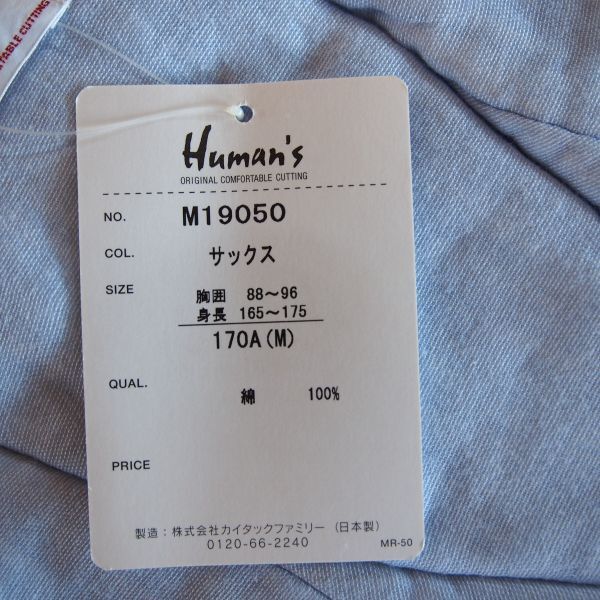 TABLE CUTTING
Human's
ORIGINAL COMFORTABLE CUTTING
NO. M19050
COL. サックス
SIZE 胸囲 88〜96
身長 165〜175
170A(M)
QUAL. 綿 100%
PRICE
製造：株式会社カイタックファミリー（日本製）
0120-66-2240 MR-50